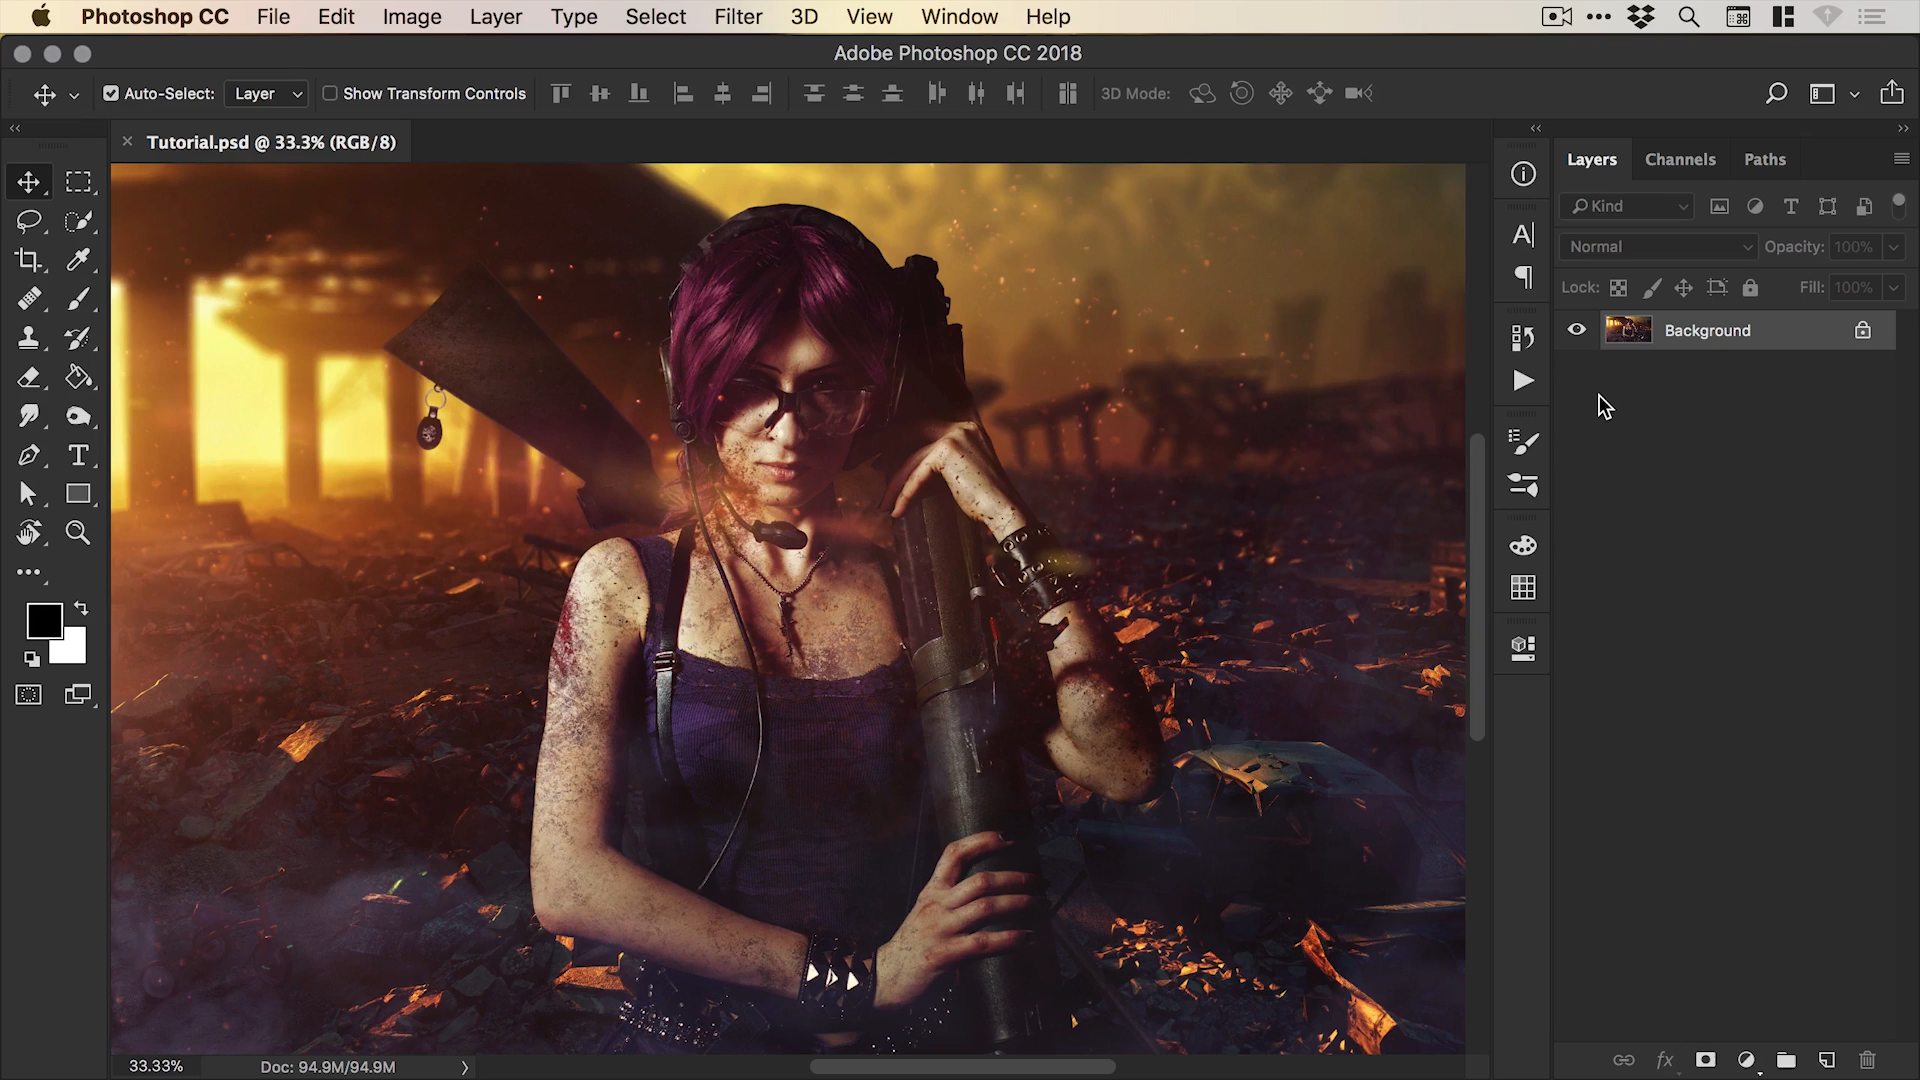 Photoshop CC File Edit Image Layer Type Select Filter 3D View Window Help
Adobe Photoshop CC 2018
Auto-Select: Layer Show Transform Controls 3D Mode:
Tutorial.psd @ 33.3% (RGB/8)
Layers Channels Paths
Kind
Normal Opacity: 100%
Lock: Fill: 100%
Background
33.33% Doc: 94.9M/94.9M
fx